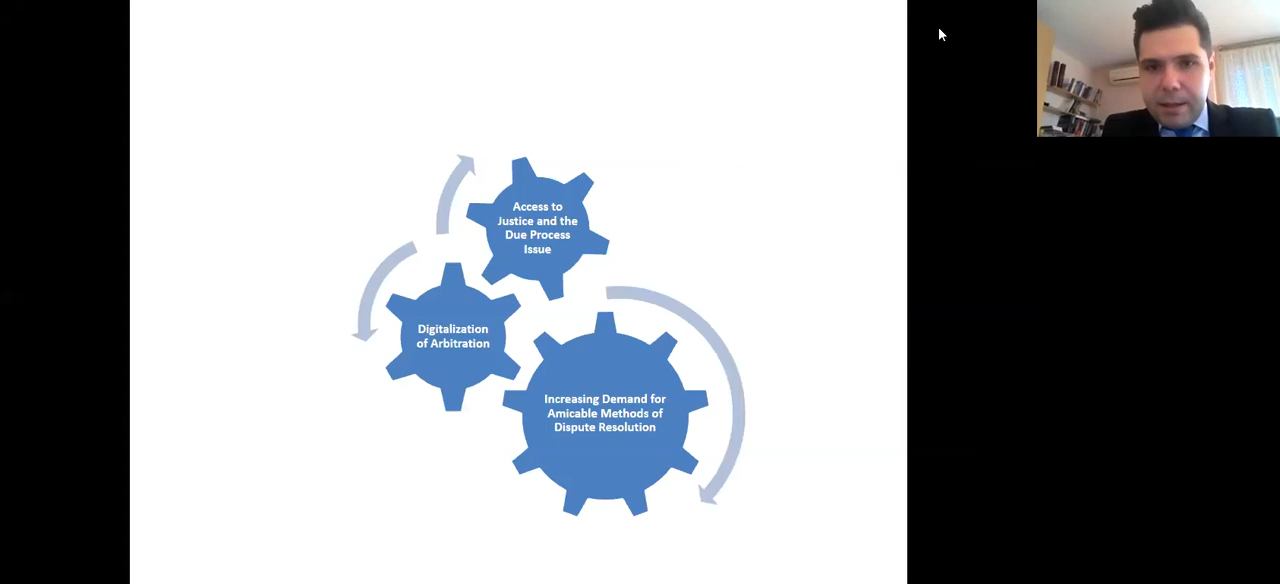 Access to
Justice and the
Due Process
Issue
Digitalization
of Arbitration
Increasing Demand for
Amicable Methods of
Dispute Resolution